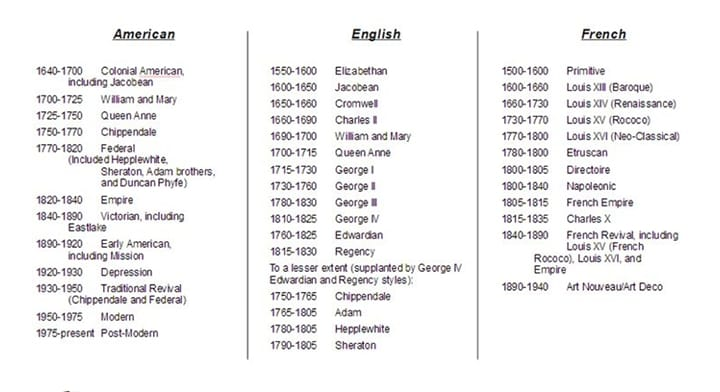 American
1640-1700 Colonial American,
including Jacobean
1700-1725 William and Mary
1725-1750 Queen Anne
1750-1770 Chippendale
1770-1820 Federal
(Included Hepplewhite,
Sheraton, Adam brothers,
and Duncan Phyfe)
1820-1840 Empire
1840-1890 Victorian, including
Eastlake
1890-1920 Early American,
including Mission
1920-1930 Depression
1930-1950 Traditional Revival
(Chippendale and Federal)
1950-1975 Modern
1975-present Post-Modern
English
1550-1600 Elizabethan
1600-1650 Jacobean
1650-1660 Cromwell
1660-1690 Charles II
1690-1700 William and Mary
1700-1715 Queen Anne
1715-1730 George I
1730-1760 George II
1780-1830 George III
1810-1825 George IV
1760-1825 Edwardian
1815-1830 Regency
To a lesser extent (supplanted by George IV
Edwardian and Regency styles):
1750-1765 Chippendale
1765-1805 Adam
1780-1805 Hepplewhite
1790-1805 Sheraton
French
1500-1600 Primitive
1600-1660 Louis XIII (Baroque)
1660-1730 Louis XIV (Renaissance)
1730-1770 Louis XV (Rococo)
1770-1800 Louis XVI (Neo-Classical)
1780-1800 Etruscan
1800-1805 Directoire
1800-1840 Napoleonic
1805-1815 French Empire
1815-1835 Charles X
1840-1890 French Revival, including
Louis XV (French
Rococo), Louis XVI, and
Empire
1890-1940 Art Nouveau/Art Deco